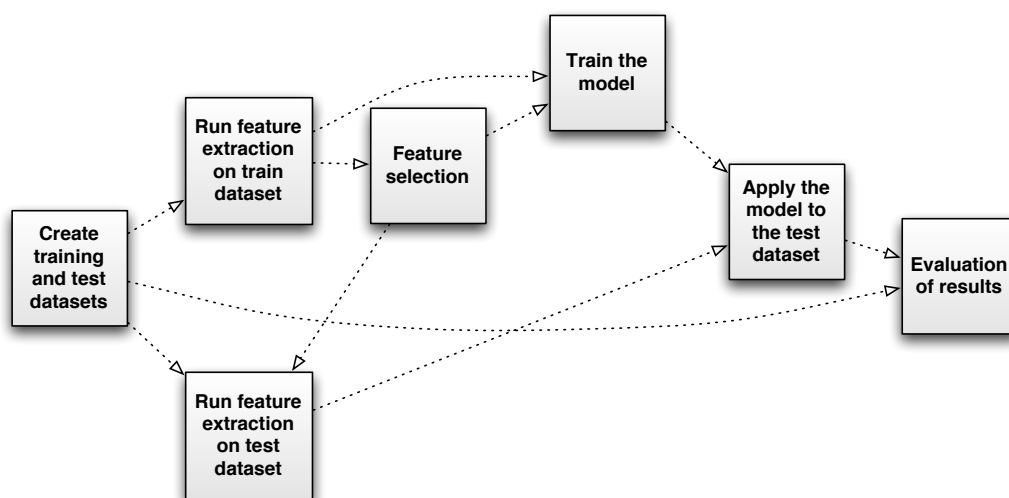 Create
training
and test
datasets
Run feature
extraction
on train
dataset
Feature
selection
Train the
model
Run feature
extraction
on test
dataset
Apply the
model to
the test
dataset
Evaluation
of results